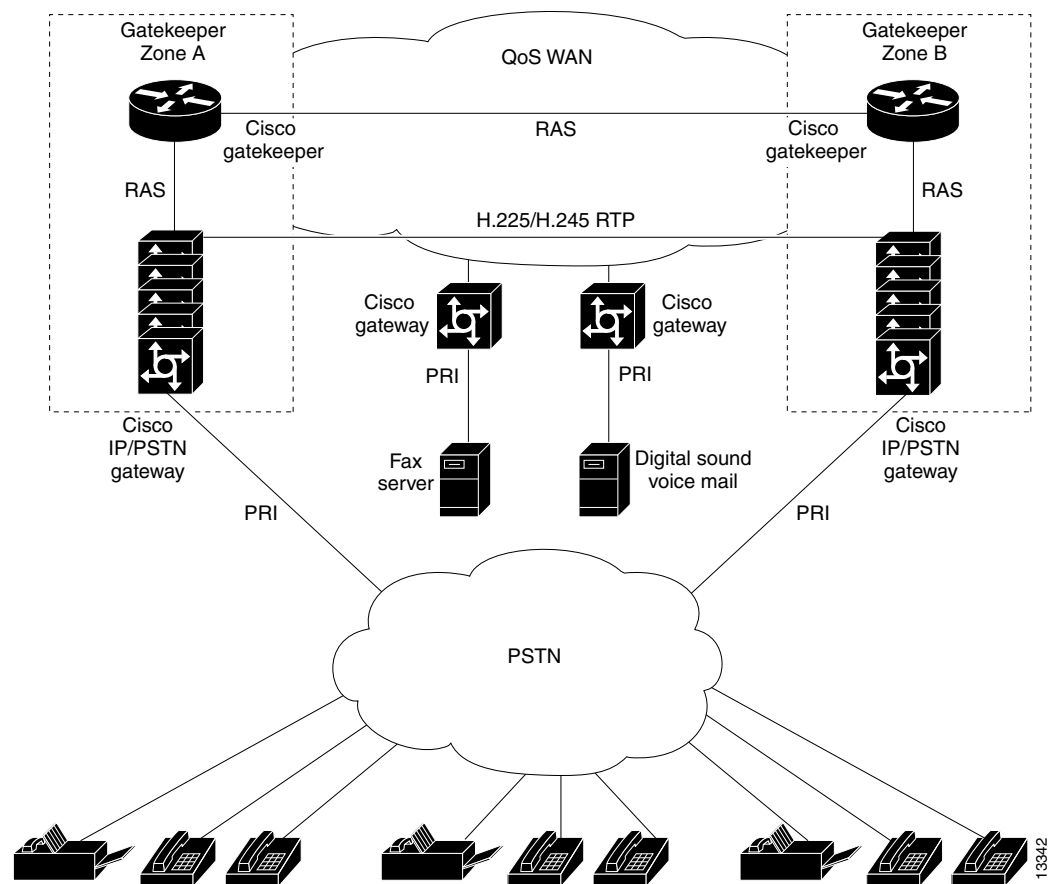 Gatekeeper
Zone A
QoS WAN
Gatekeeper
Zone B
Cisco
gatekeeper
RAS
Cisco
gatekeeper
RAS
RAS
H.225/H.245 RTP
Cisco
gateway
Cisco
gateway
PRI
PRI
Cisco
IP/PSTN
gateway
Fax
server
Digital sound
voice mail
Cisco
IP/PSTN
gateway
PRI
PRI
PSTN
13342